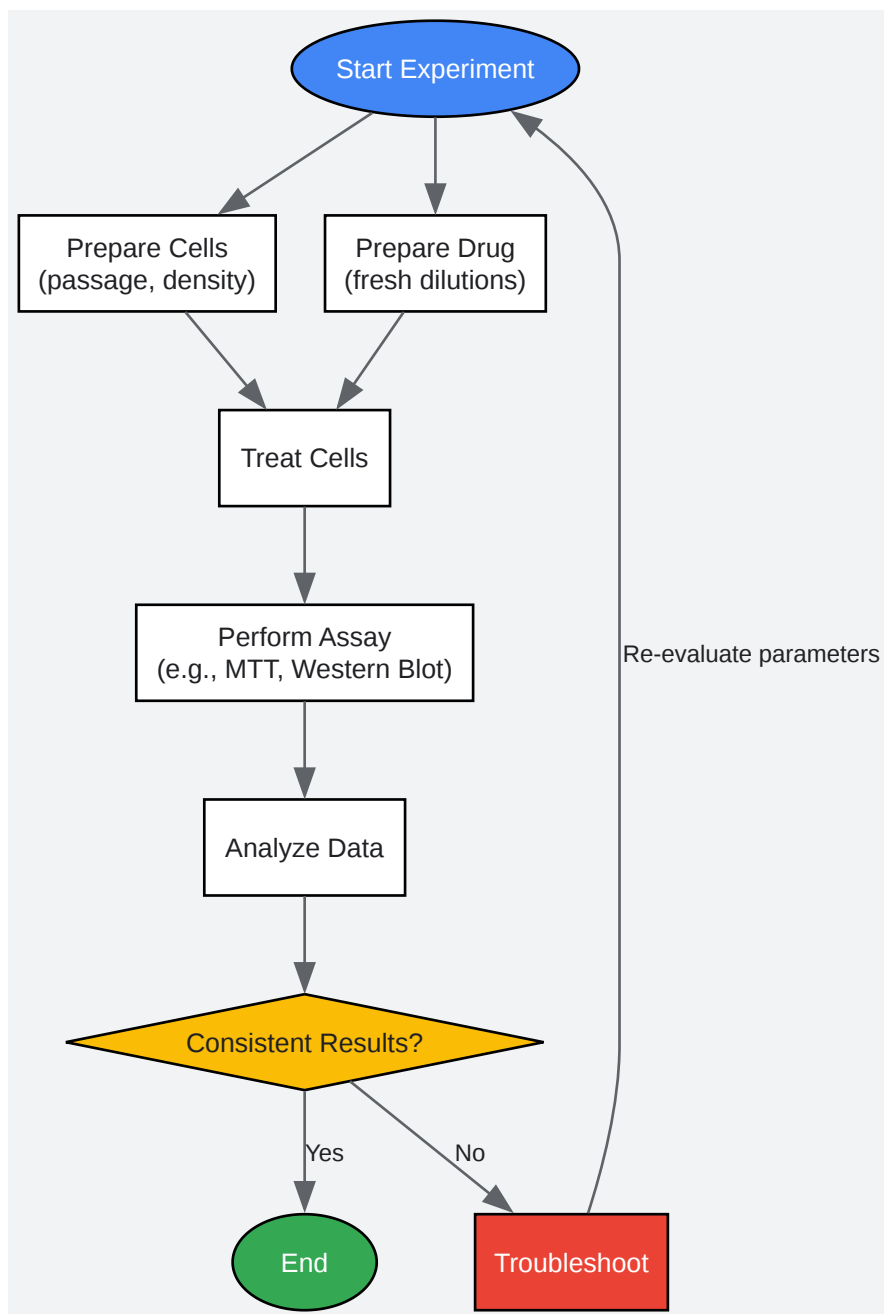 Start Experiment
Prepare Cells
(passage, density)
Prepare Drug
(fresh dilutions)
Treat Cells
Perform Assay
(e.g., MTT, Western Blot)
Re-evaluate parameters
Analyze Data
Consistent Results?
Yes
No
End
Troubleshoot